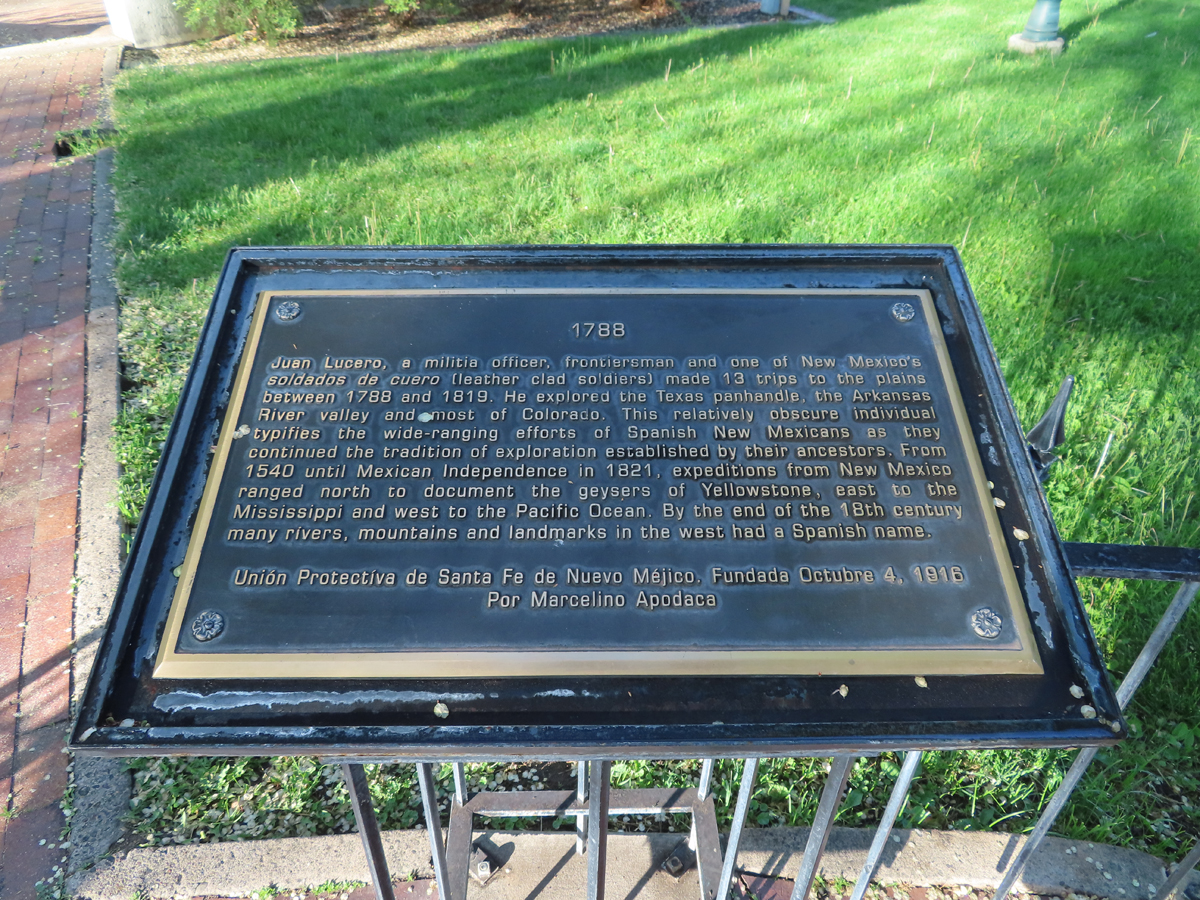 1788
Juan Lucero, a militia officer, frontiersman and one of New Mexico's
soldados de cuero (leather clad soldiers) made 13 trips to the plains
between 1788 and 1819. He explored the Texas panhandle, the Arkansas
River valley and most of Colorado. This relatively obscure individual
typifies the wide-ranging efforts of Spanish New Mexicans as they
continued the tradition of exploration established by their ancestors. From
1540 until Mexican Independence in 1821, expeditions from New Mexico
ranged north to document the geysers of Yellowstone, east to the
Mississippi and west to the Pacific Ocean. By the end of the 18th century
many rivers, mountains and landmarks in the west had a Spanish name.
Unión Protectíva de Santa Fe de Nuevo Méjico. Fundada Octubre 4, 1916
Por Marcelino Apodaca